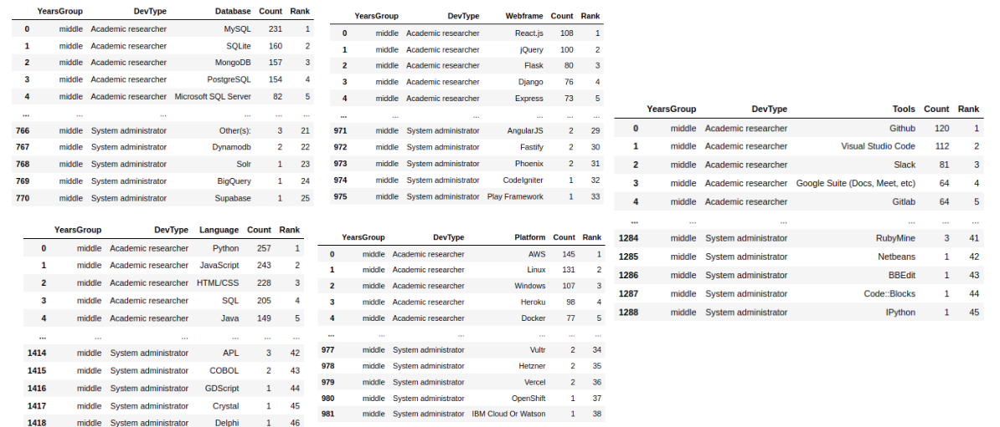 YearsGroup DevType Database Count Rank
0 middle Academic researcher MySQL 231 1
1 middle Academic researcher SQLite 160 2
2 middle Academic researcher MongoDB 157 3
3 middle Academic researcher PostgreSQL 154 4
4 middle Academic researcher Microsoft SQL Server 82 5
... ... ... ... ... ...
766 middle System administrator Other(s): 3 21
767 middle System administrator Dynamodb 2 22
768 middle System administrator Solr 1 23
769 middle System administrator BigQuery 1 24
770 middle System administrator Supabase 1 25
YearsGroup DevType Webframe Count Rank
0 middle Academic researcher React.js 108 1
1 middle Academic researcher jQuery 100 2
2 middle Academic researcher Flask 80 3
3 middle Academic researcher Django 76 4
4 middle Academic researcher Express 73 5
... ... ... ... ... ...
971 middle System administrator AngularJS 2 29
972 middle System administrator Fastify 2 30
973 middle System administrator Phoenix 2 31
974 middle System administrator CodeIgniter 1 32
975 middle System administrator Play Framework 1 33
YearsGroup DevType Tools Count Rank
0 middle Academic researcher Github 120 1
1 middle Academic researcher Visual Studio Code 112 2
2 middle Academic researcher Slack 81 3
3 middle Academic researcher Google Suite (Docs, Meet, etc) 64 4
4 middle Academic researcher Gitlab 64 5
... ... ... ... ... ...
1284 middle System administrator RubyMine 3 41
1285 middle System administrator Netbeans 1 42
1286 middle System administrator BBEdit 1 43
1287 middle System administrator Code::Blocks 1 44
1288 middle System administrator IPython 1 45
YearsGroup DevType Language Count Rank
0 middle Academic researcher Python 257 1
1 middle Academic researcher JavaScript 243 2
2 middle Academic researcher HTML/CSS 228 3
3 middle Academic researcher SQL 205 4
4 middle Academic researcher Java 149 5
... ... ... ... ... ...
1414 middle System administrator APL 3 42
1415 middle System administrator COBOL 2 43
1416 middle System administrator GDScript 1 44
1417 middle System administrator Crystal 1 45
1418 middle System administrator Delphi 1 46
YearsGroup DevType Platform Count Rank
0 middle Academic researcher AWS 145 1
1 middle Academic researcher Linux 131 2
2 middle Academic researcher Windows 107 3
3 middle Academic researcher Heroku 98 4
4 middle Academic researcher Docker 77 5
... ... ... ... ... ...
977 middle System administrator Vultr 2 34
978 middle System administrator Hetzner 2 35
979 middle System administrator Vercel 2 36
980 middle System administrator OpenShift 1 37
981 middle System administrator IBM Cloud Or Watson 1 38